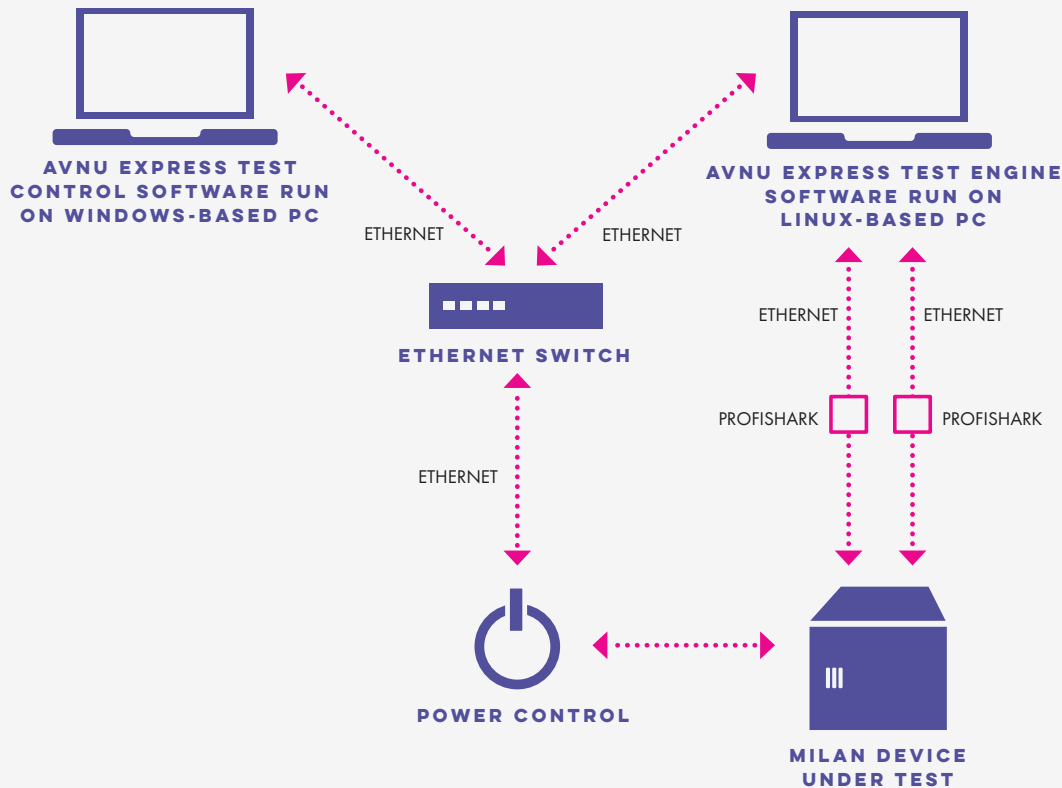 AVNU EXPRESS TEST
CONTROL SOFTWARE RUN
ON WINDOWS-BASED PC
AVNU EXPRESS TEST ENGINE
SOFTWARE RUN ON
LINUX-BASED PC
ETHERNET
ETHERNET
ETHERNET SWITCH
ETHERNET
ETHERNET
PROFISHARK
PROFISHARK
ETHERNET
POWER CONTROL
MILAN DEVICE
UNDER TEST